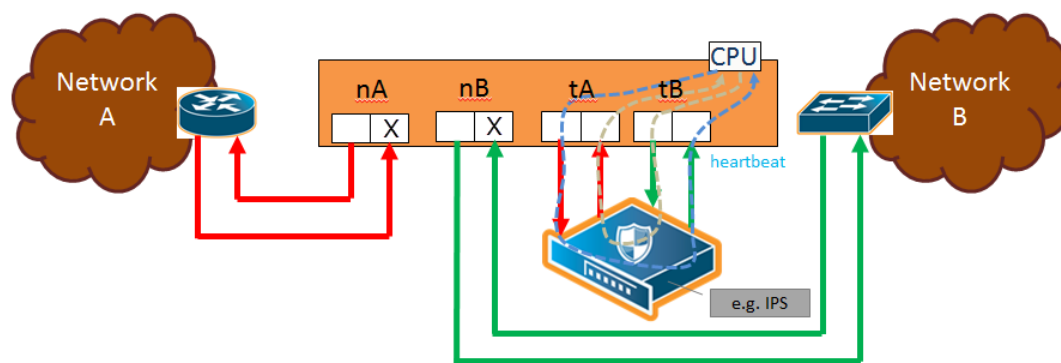 Network
A
CPU
nA
nB
tA
tB
X
X
heartbeat
e.g. IPS
Network
B